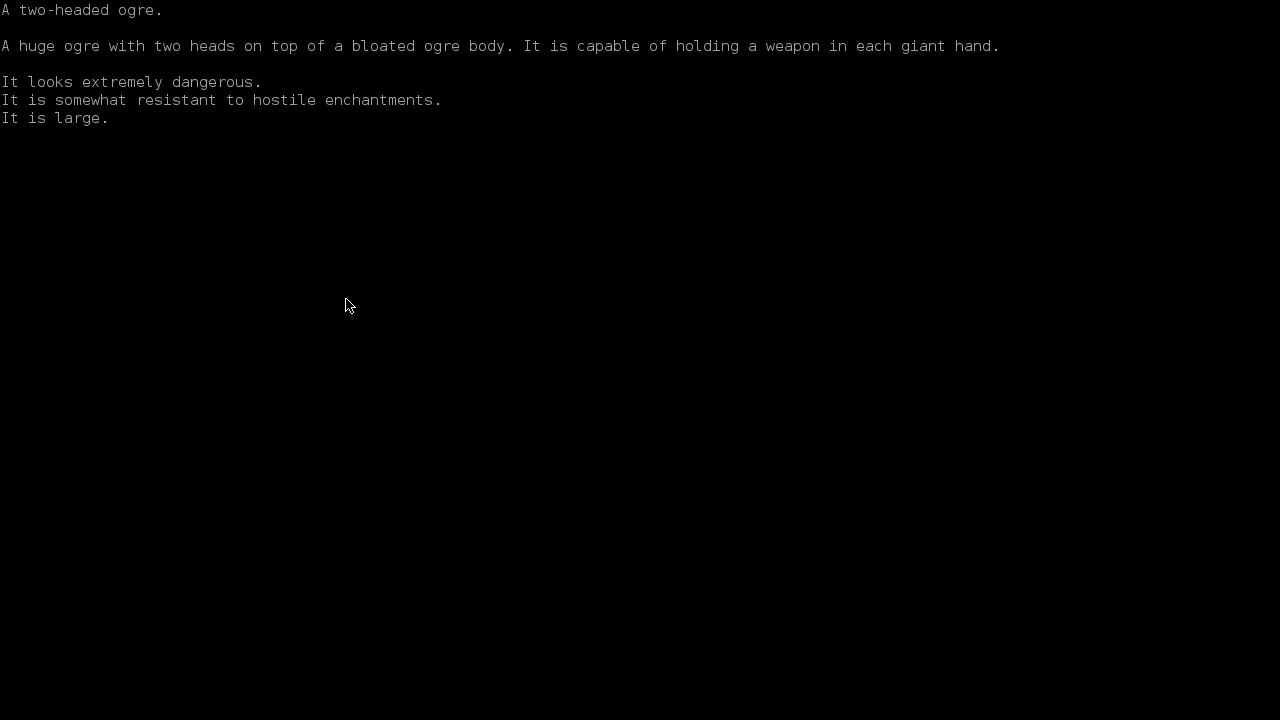 A two-headed ogre.
A huge ogre with two heads on top of a bloated ogre body. It is capable of holding a weapon in each giant hand.
It looks extremely dangerous.
It is somewhat resistant to hostile enchantments.
It is large.